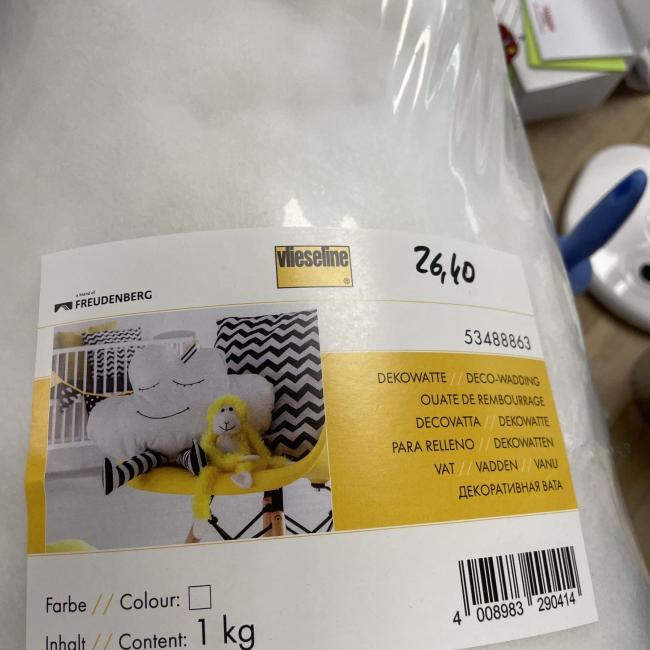 vlieseline
®
26,40
a brand of
FREUDENBERG
53488863
DEKOWATTE // DECO-WADDING
OUATE DE REMBOURRAGE
DECOVATTA // DEKOWATTE
PARA RELLENO // DEKOWATTEN
VAT // VADDEN // VANU
ДЕКОРАТИВНАЯ ВАТА
Farbe // Colour:
Inhalt // Content: 1 kg
4 008983 290414